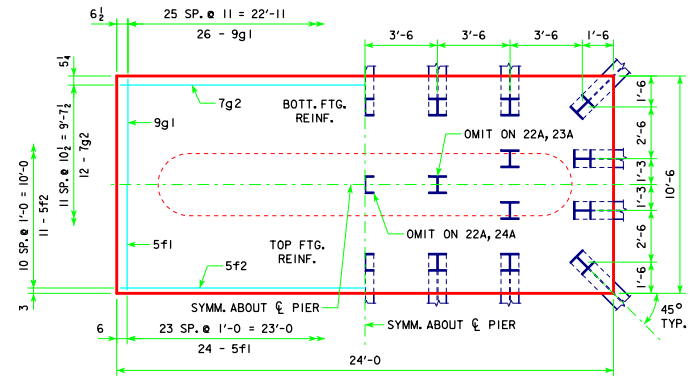 6½
25 SP. @ 11 = 22'-11
26 - 9g1
3'-6
3'-6
3'-6
1'-6
5¼
7g2
BOTT. FTG.
REINF.
9g1
OMIT ON 22A, 23A
11 SP. @ 10½ = 9'-7½
12 - 7g2
10 SP. @ 1'-0 = 10'-0
11 - 5f2
3
1'-6
2'-6
1'-3
1'-3
2'-6
1'-6
10'-6
OMIT ON 22A, 24A
5f1
TOP FTG.
REINF.
5f2
SYMM. ABOUT ℄ PIER
SYMM. ABOUT ℄ PIER
45°
TYP.
6
23 SP. @ 1'-0 = 23'-0
24 - 5f1
24'-0